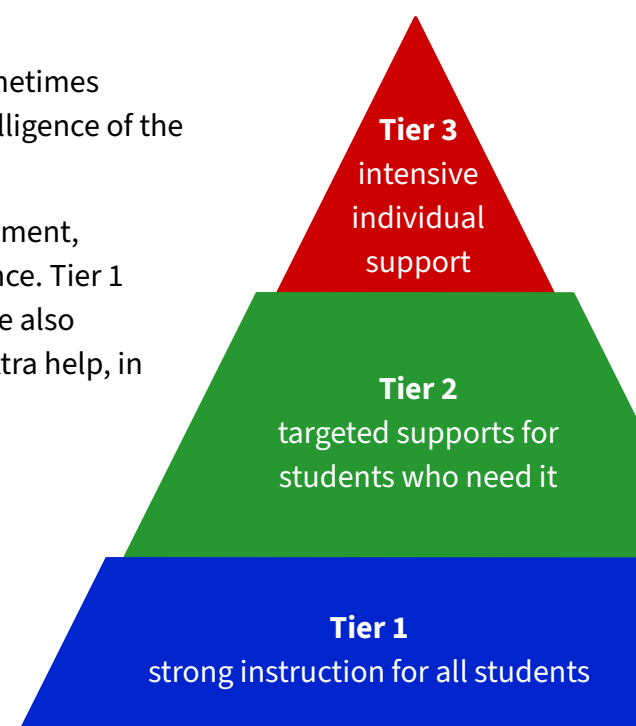 metimes
lligence of the
ment,
nce. Tier 1
e also
tra help, in
Tier 3
intensive
individual
support
Tier 2
targeted supports for
students who need it
Tier 1
strong instruction for all students